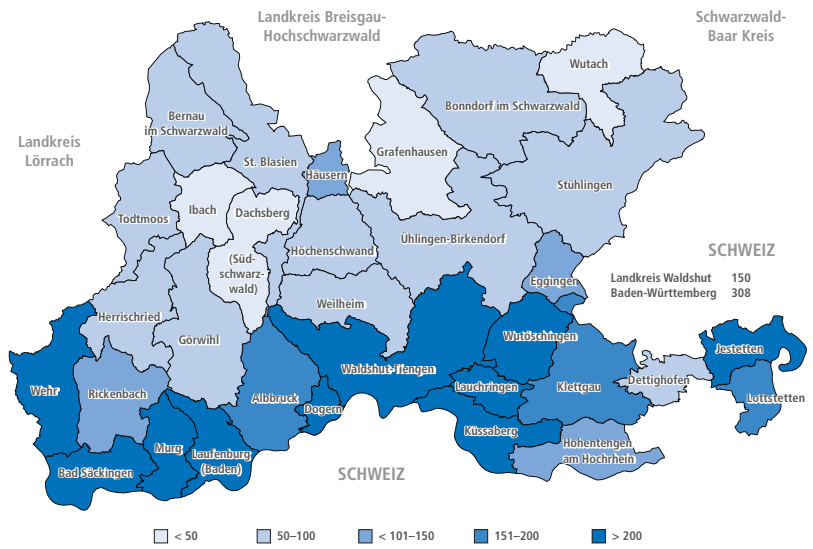 Landkreis Breisgau-
Hochschwarzwald
Schwarzwald-
Baar Kreis
Wutach
Bonndorf im Schwarzwald
Bernau
im Schwarzwald
Landkreis
Lörrach
Grafenhausen
St. Blasien
Häusern
Stühlingen
Ibach
Dachsberg
Todtmoos
Ühlingen-Birkendorf
Höchenschwand
SCHWEIZ
(Süd-
schwarz-
wald)
Eggingen
Landkreis Waldshut 150
Baden-Württemberg 308
Weilheim
Herrischried
Görwihl
Wutöschingen
Jestetten
Waldshut-Tiengen
Dettighofen
Wehr
Rickenbach
Albbruck
Lauchringen
Klettgau
Lottstetten
Dogern
Küssaberg
Murg
Laufenburg
(Baden)
Hohentengen
am Hochrhein
Bad Säckingen
SCHWEIZ
< 50 50–100 < 101–150 151–200 > 200